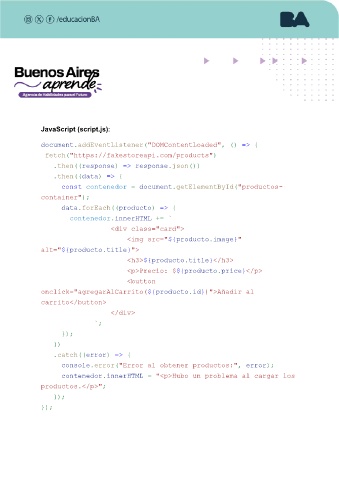 /educacionBA
BA
Buenos Aires
aprende
Agencia de Habilidades para el Futuro
JavaScript (script.js):
document.addEventListener("DOMContentLoaded", () => {
fetch("https://fakestoreapi.com/products")
.then((response) => response.json())
.then((data) => {
const contenedor = document.getElementById("productos-
container");
data.forEach((producto) => {
contenedor.innerHTML += `
<div class="card">
<img src="${producto.image}"
alt="${producto.title}">
<h3>${producto.title}</h3>
<p>Precio: $${producto.price}</p>
<button
onclick="agregarAlCarrito(${producto.id})">Añadir al
carrito</button>
</div>
`;
});
})
.catch((error) => {
console.error("Error al obtener productos:", error);
contenedor.innerHTML = "<p>Hubo un problema al cargar los
productos.</p>";
});
});